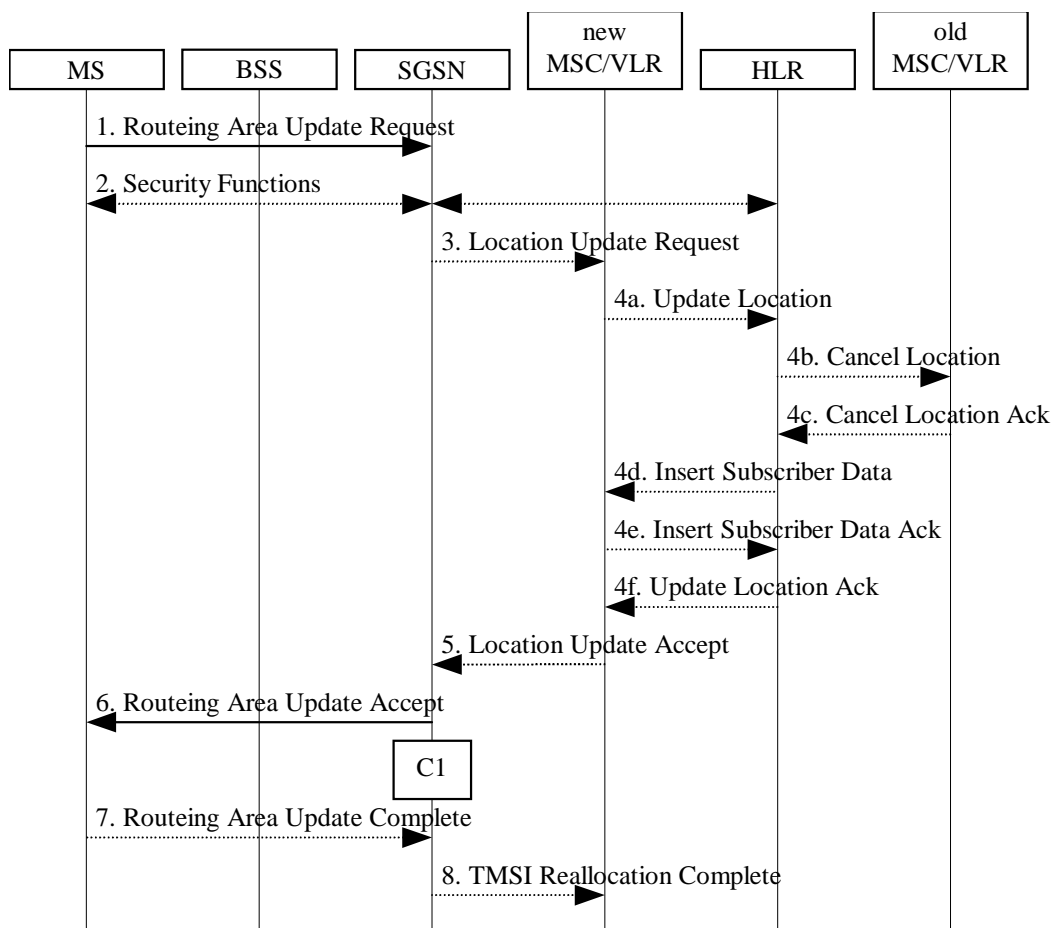 new
MSC/VLR
old
MSC/VLR
MS
BSS
SGSN
HLR
1. Routeing Area Update Request
2. Security Functions
3. Location Update Request
4a. Update Location
4b. Cancel Location
4c. Cancel Location Ack
4d. Insert Subscriber Data
4e. Insert Subscriber Data Ack
4f. Update Location Ack
5. Location Update Accept
6. Routeing Area Update Accept
C1
7. Routeing Area Update Complete
8. TMSI Reallocation Complete